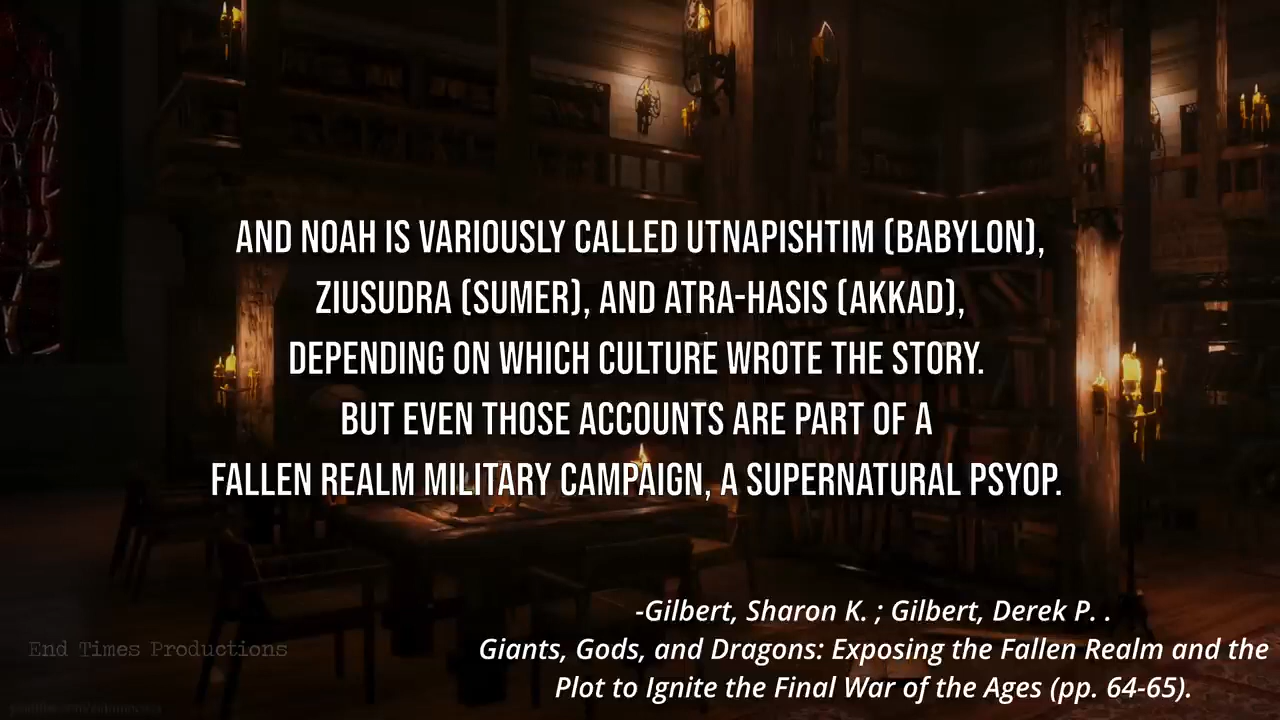 AND NOAH IS VARIOUSLY CALLED UTNAPISHTIM (BABYLON),
ZIUSUDRA (SUMER), AND ATRA-HASIS (AKKAD),
DEPENDING ON WHICH CULTURE WROTE THE STORY.
BUT EVEN THOSE ACCOUNTS ARE PART OF A
FALLEN REALM MILITARY CAMPAIGN, A SUPERNATURAL PSYOP.
-Gilbert, Sharon K. ; Gilbert, Derek P. .
Giants, Gods, and Dragons: Exposing the Fallen Realm and the
Plot to Ignite the Final War of the Ages (pp. 64-65).
End Times Productions